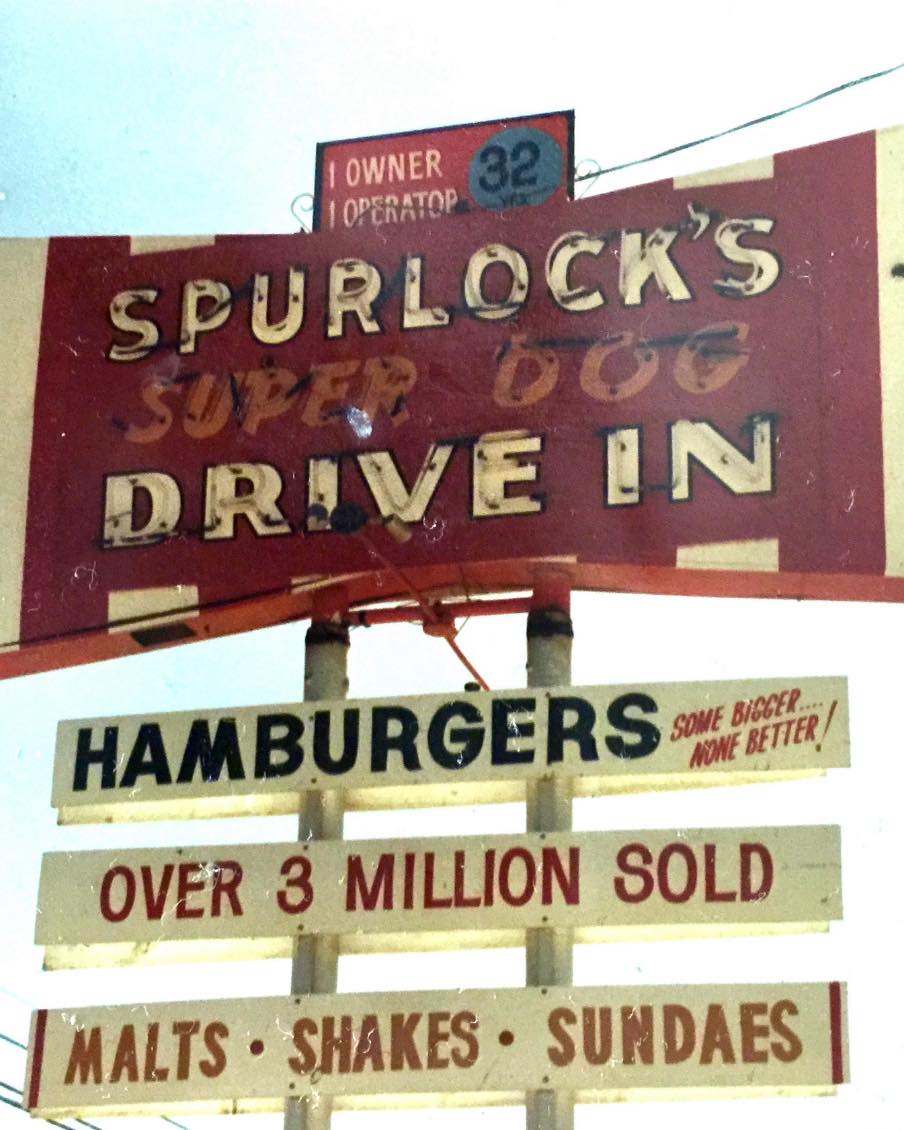 1 OWNER
1 OPERATOR
32
YRS
SPURLOCK'S
SUPER DOG
DRIVE IN
HAMBURGERS
SOME BIGGER....
NONE BETTER!
OVER 3 MILLION SOLD
MALTS • SHAKES • SUNDAES